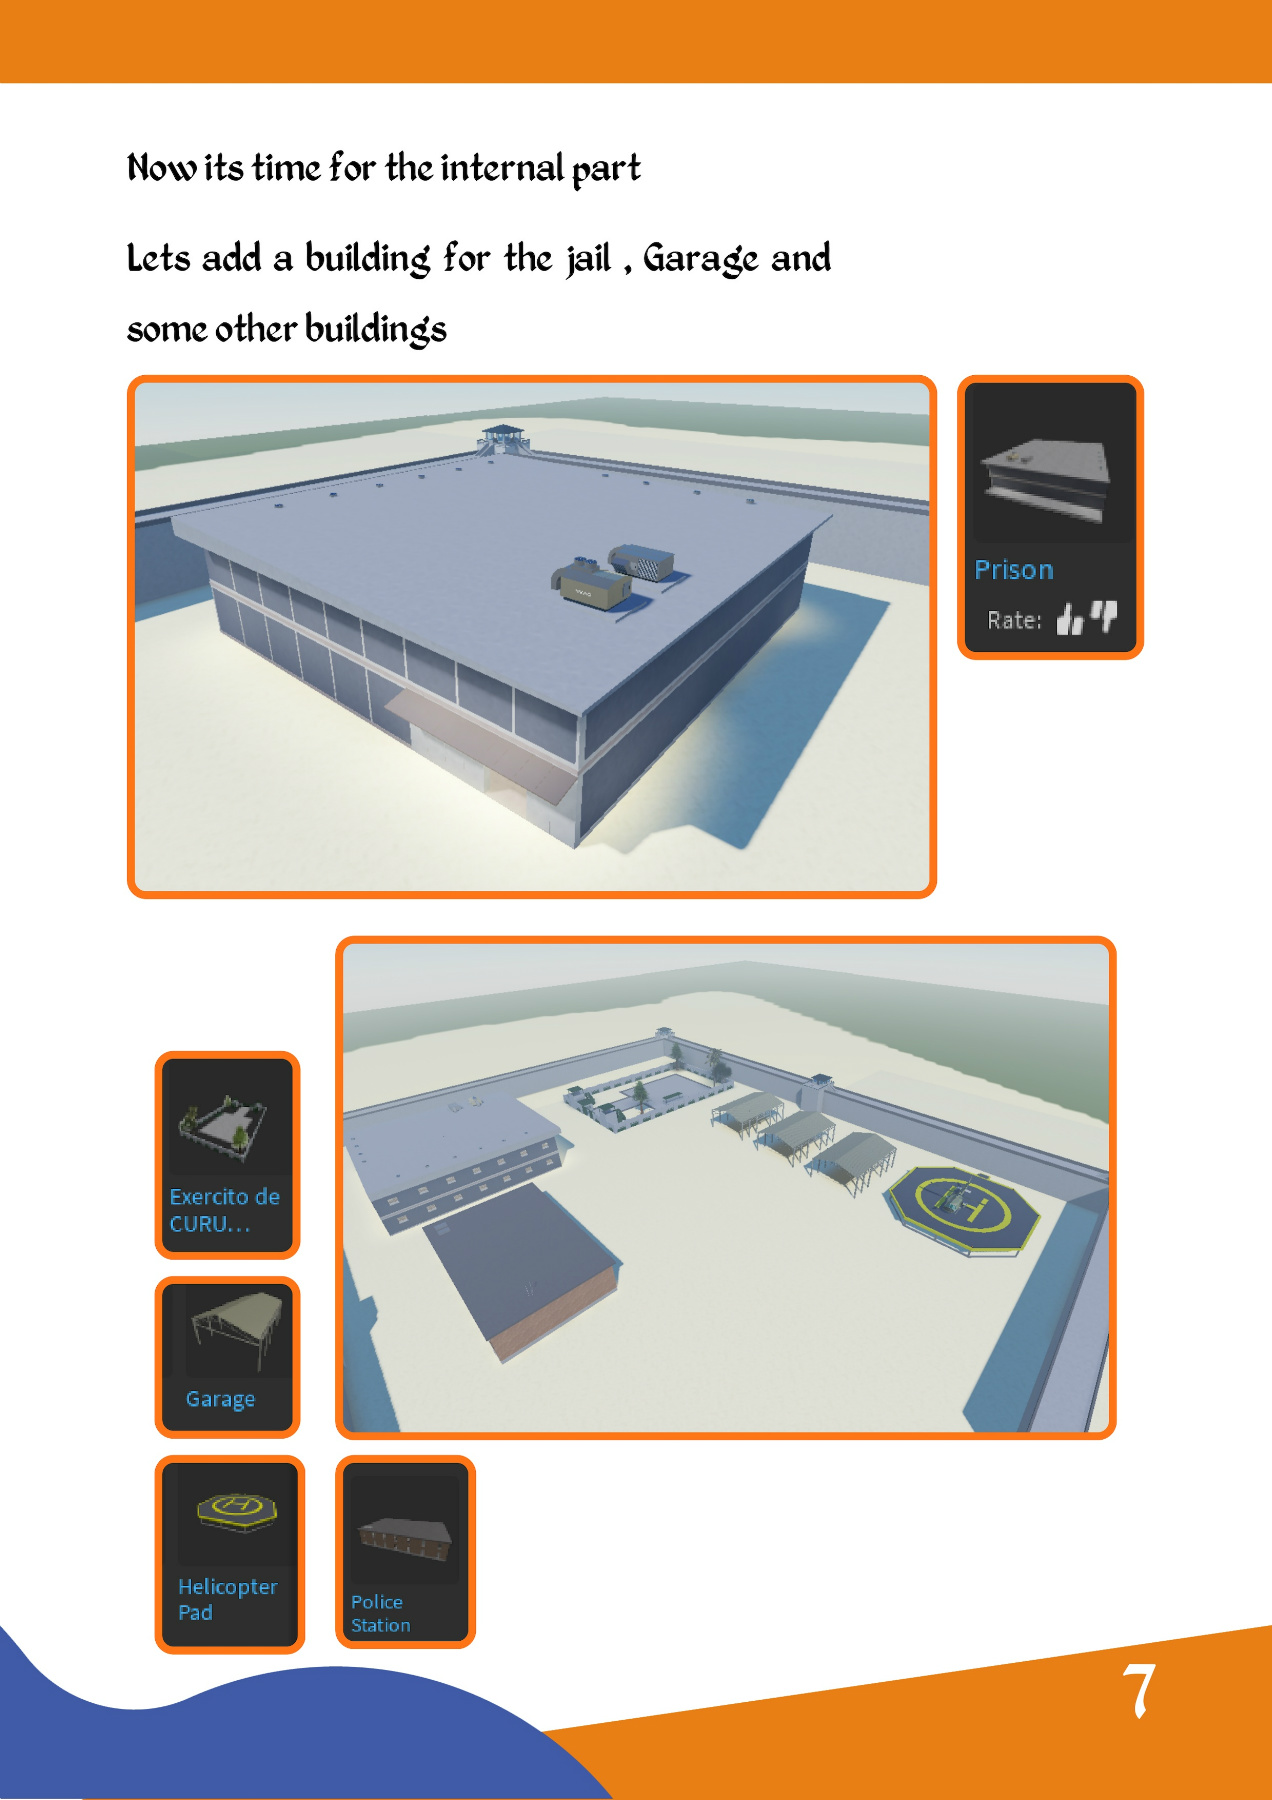 Now its time for the internal part
Lets add a building for the jail , Garage and
some other buildings
Prison
Rate:
Exercito de
CURU...
Garage
Helicopter
Pad
Police
Station
7